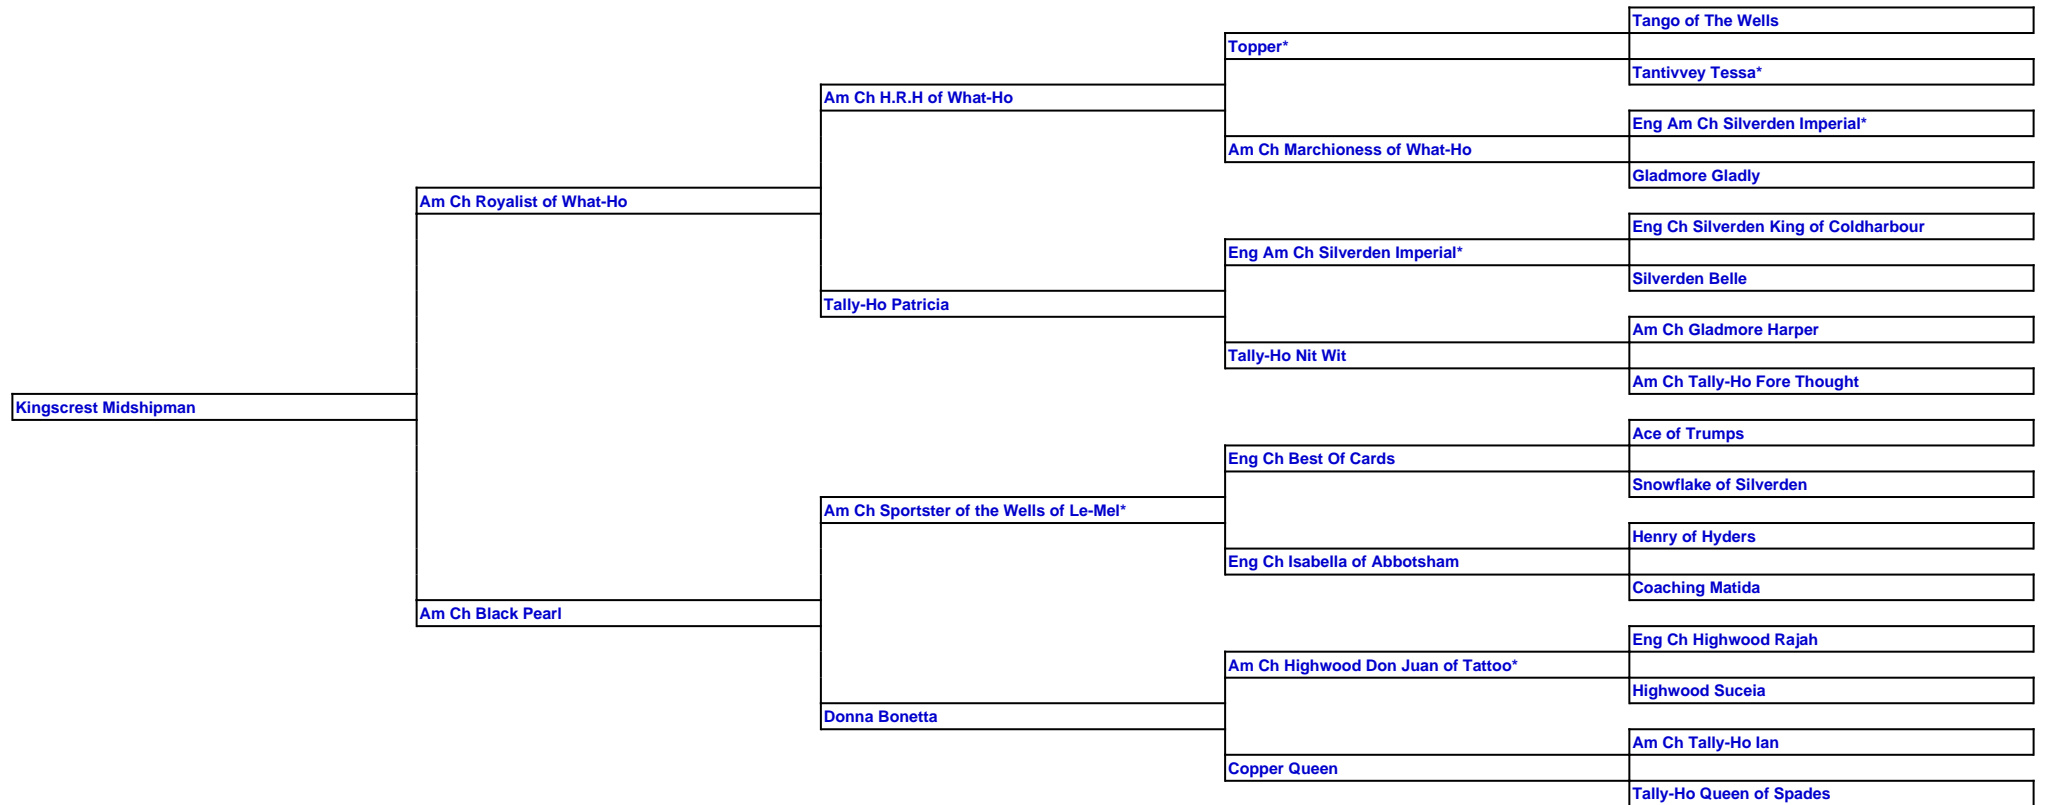 Tango of The Wells
Topper*
Tantivvey Tessa*
Am Ch H.R.H of What-Ho
Eng Am Ch Silverden Imperial*
Am Ch Marchioness of What-Ho
Gladmore Gladly
Am Ch Royalist of What-Ho
Eng Ch Silverden King of Coldharbour
Eng Am Ch Silverden Imperial*
Silverden Belle
Tally-Ho Patricia
Am Ch Gladmore Harper
Tally-Ho Nit Wit
Am Ch Tally-Ho Fore Thought
Kingscrest Midshipman
Ace of Trumps
Eng Ch Best Of Cards
Snowflake of Silverden
Am Ch Sportster of the Wells of Le-Mel*
Henry of Hyders
Eng Ch Isabella of Abbotsham
Coaching Matida
Am Ch Black Pearl
Eng Ch Highwood Rajah
Am Ch Highwood Don Juan of Tattoo*
Highwood Suceia
Donna Bonetta
Am Ch Tally-Ho Ian
Copper Queen
Tally-Ho Queen of Spades